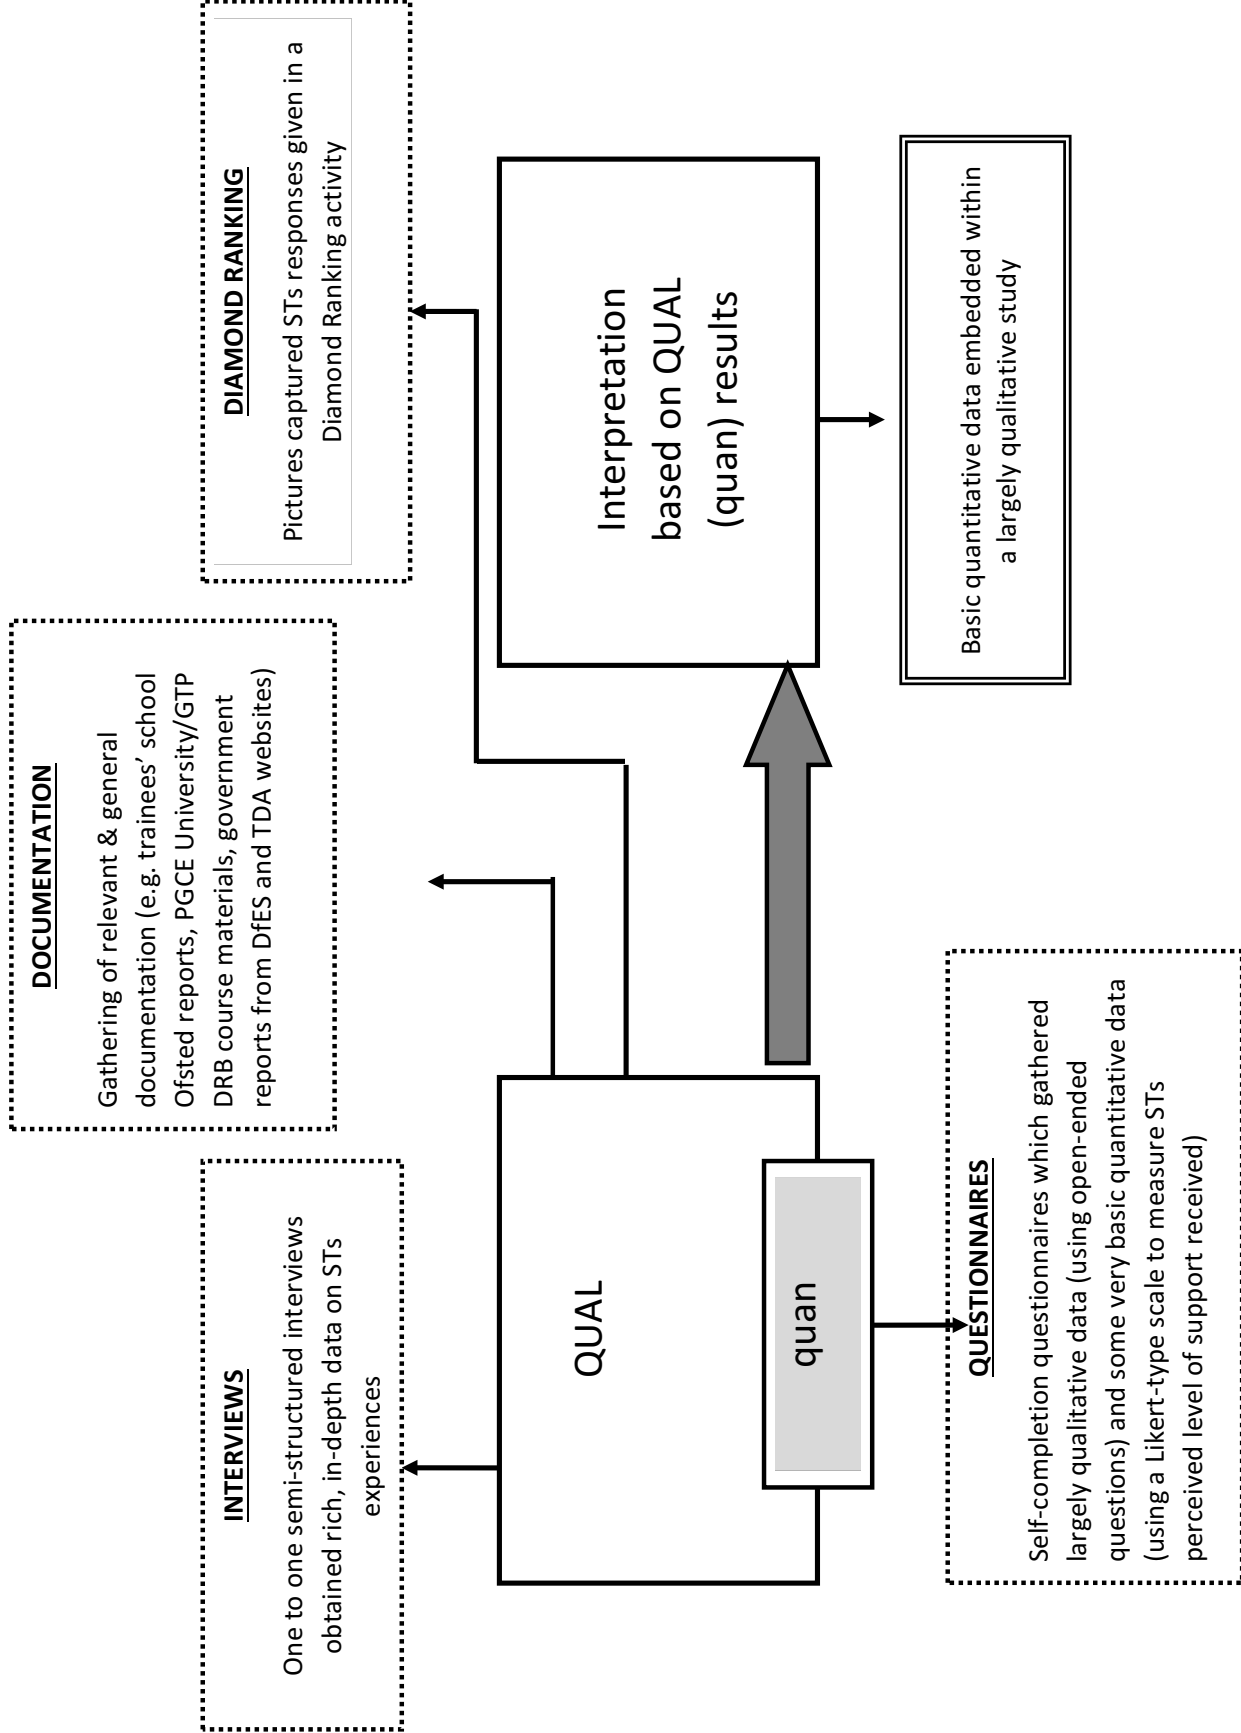 INTERVIEWS
One to one semi-structured interviews
obtained rich, in-depth data on STs
experiences
DOCUMENTATION
Gathering of relevant & general
documentation (e.g. trainees’ school
Ofsted reports, PGCE University/GTP
DRB course materials, government
reports from DfES and TDA websites)
DIAMOND RANKING
Pictures captured STs responses given in a
Diamond Ranking activity
QUAL
quan
Interpretation
based on QUAL
(quan) results
QUESTIONNAIRES
Self-completion questionnaires which gathered
largely qualitative data (using open-ended
questions) and some very basic quantitative data
(using a Likert-type scale to measure STs
perceived level of support received)
Basic quantitative data embedded within
a largely qualitative study